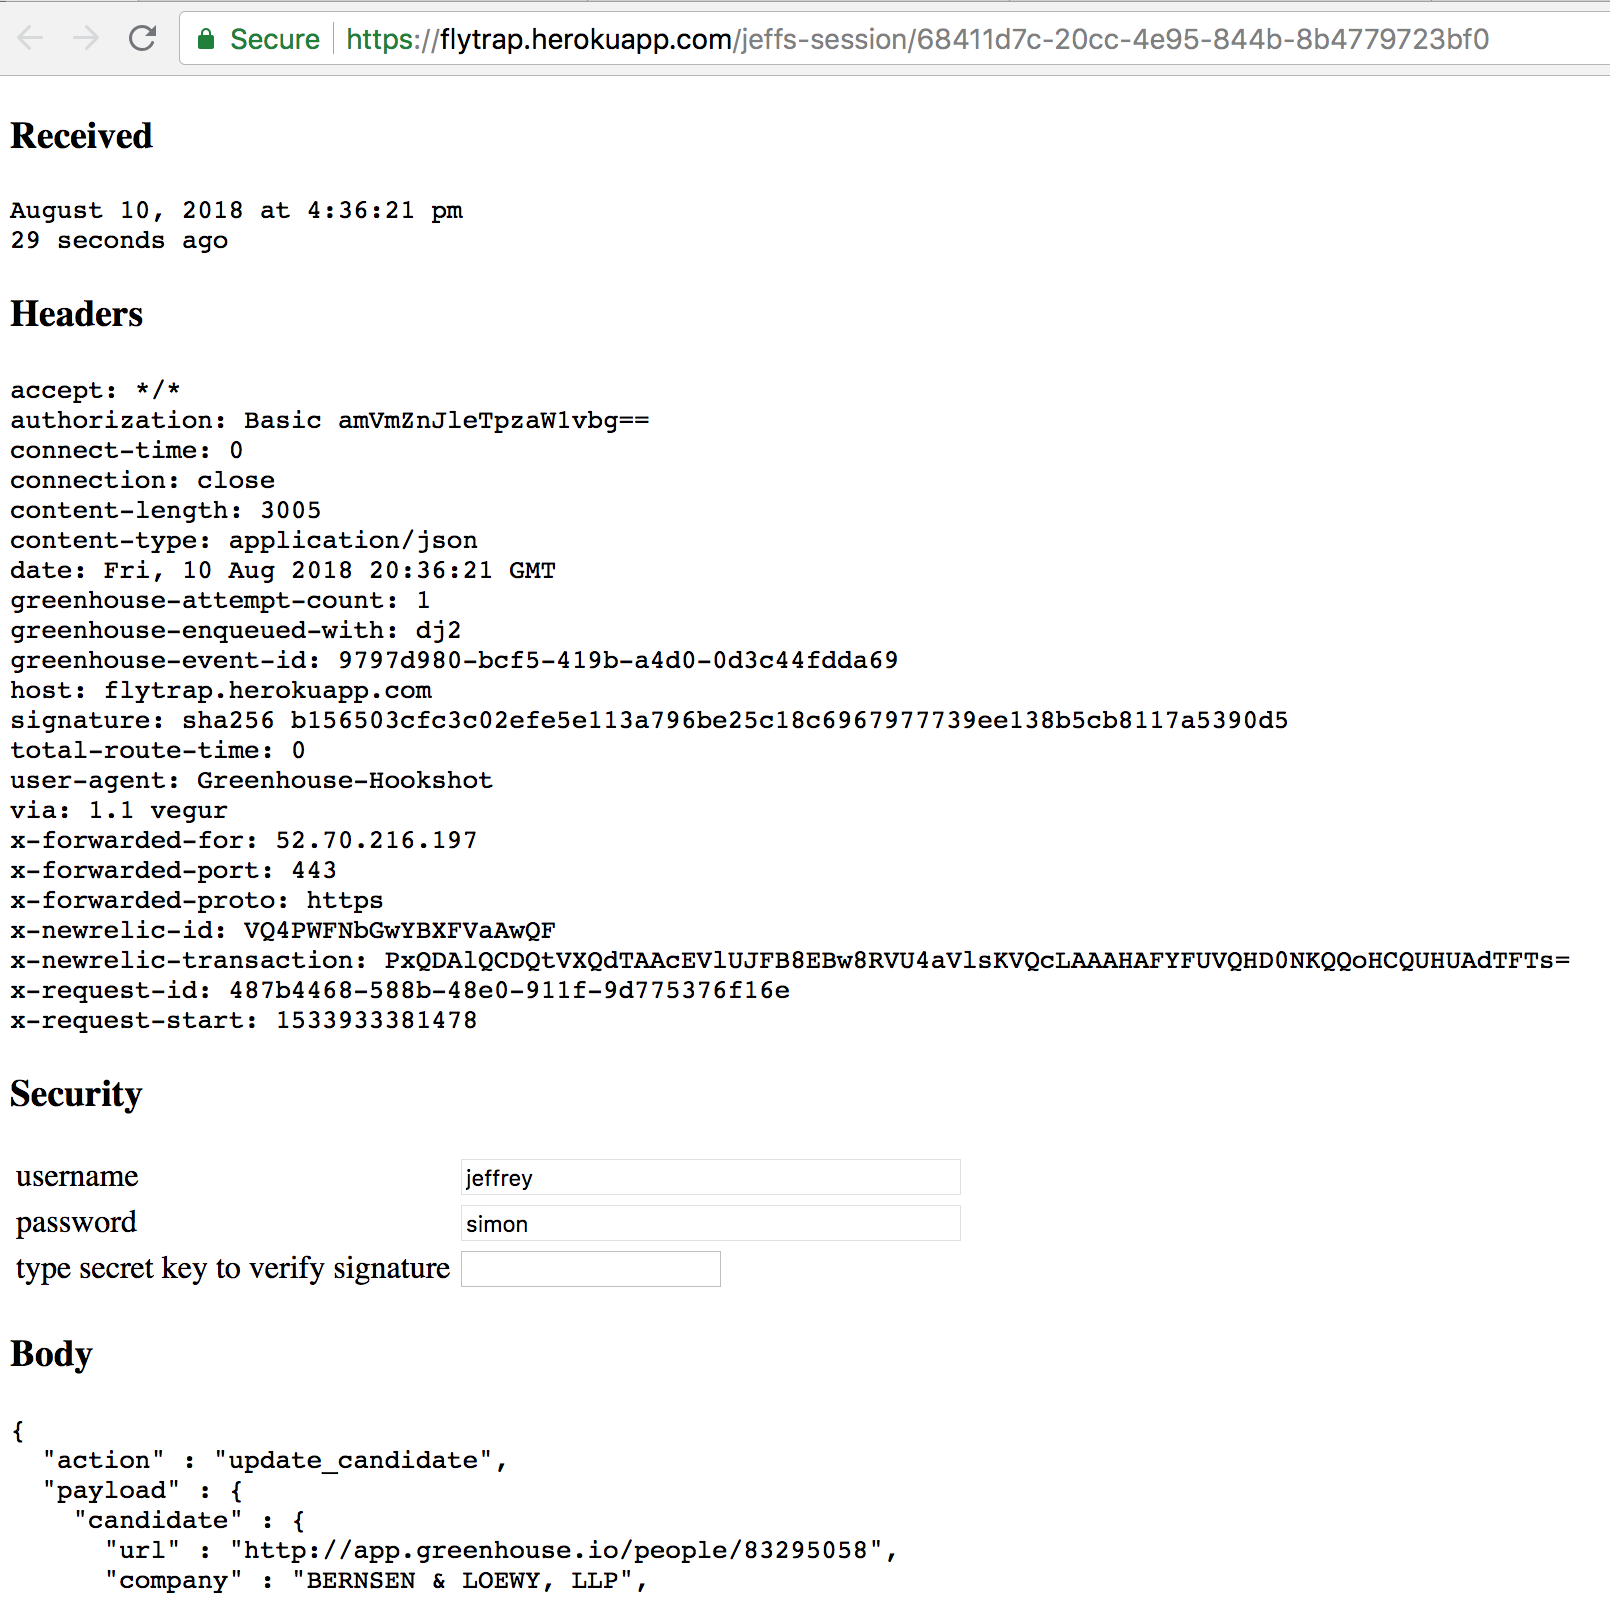 Secure https://flytrap.herokuapp.com/jeffs-session/68411d7c-20cc-4e95-844b-8b4779723bf0
Received
August 10, 2018 at 4:36:21 pm
29 seconds ago
Headers
accept: */*
authorization: Basic amVmZnJleTpzaW1vbg==
connect-time: 0
connection: close
content-length: 3005
content-type: application/json
date: Fri, 10 Aug 2018 20:36:21 GMT
greenhouse-attempt-count: 1
greenhouse-enqueued-with: dj2
greenhouse-event-id: 9797d980-bcf5-419b-a4d0-0d3c44fdda69
host: flytrap.herokuapp.com
signature: sha256 b156503cfc3c02efe5e113a796be25c18c6967977739ee138b5cb8117a5390d5
total-route-time: 0
user-agent: Greenhouse-Hookshot
via: 1.1 vegur
x-forwarded-for: 52.70.216.197
x-forwarded-port: 443
x-forwarded-proto: https
x-newrelic-id: VQ4PWFNbGwYBXFVaAwQF
x-newrelic-transaction: PxQDAlQCDQtVXQdTAAcEVlUJFB8EBw8RVU4aVlsKVQcLAAAHAFYFUVQHD0NKQQoHCQUHUAdTFTs=
x-request-id: 487b4468-588b-48e0-911f-9d775376f16e
x-request-start: 1533933381478
Security
username jeffrey
password simon
type secret key to verify signature
Body
{
  "action" : "update_candidate",
  "payload" : {
    "candidate" : {
      "url" : "http://app.greenhouse.io/people/83295058",
      "company" : "BERNSEN & LOEWY, LLP",